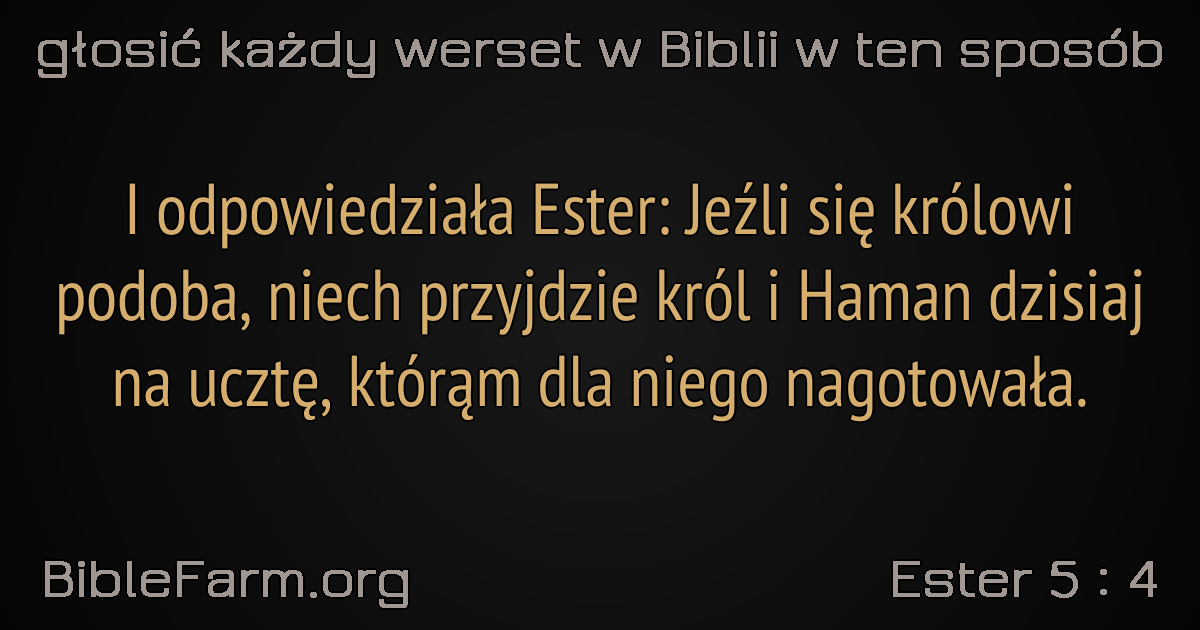 głosić każdy werset w Biblii w ten sposób
I odpowiedziała Ester: Jeźli się królowi
podoba, niech przyjdzie król i Haman dzisiaj
na ucztę, którąm dla niego nagotowała.
BibleFarm.org
Ester 5 : 4